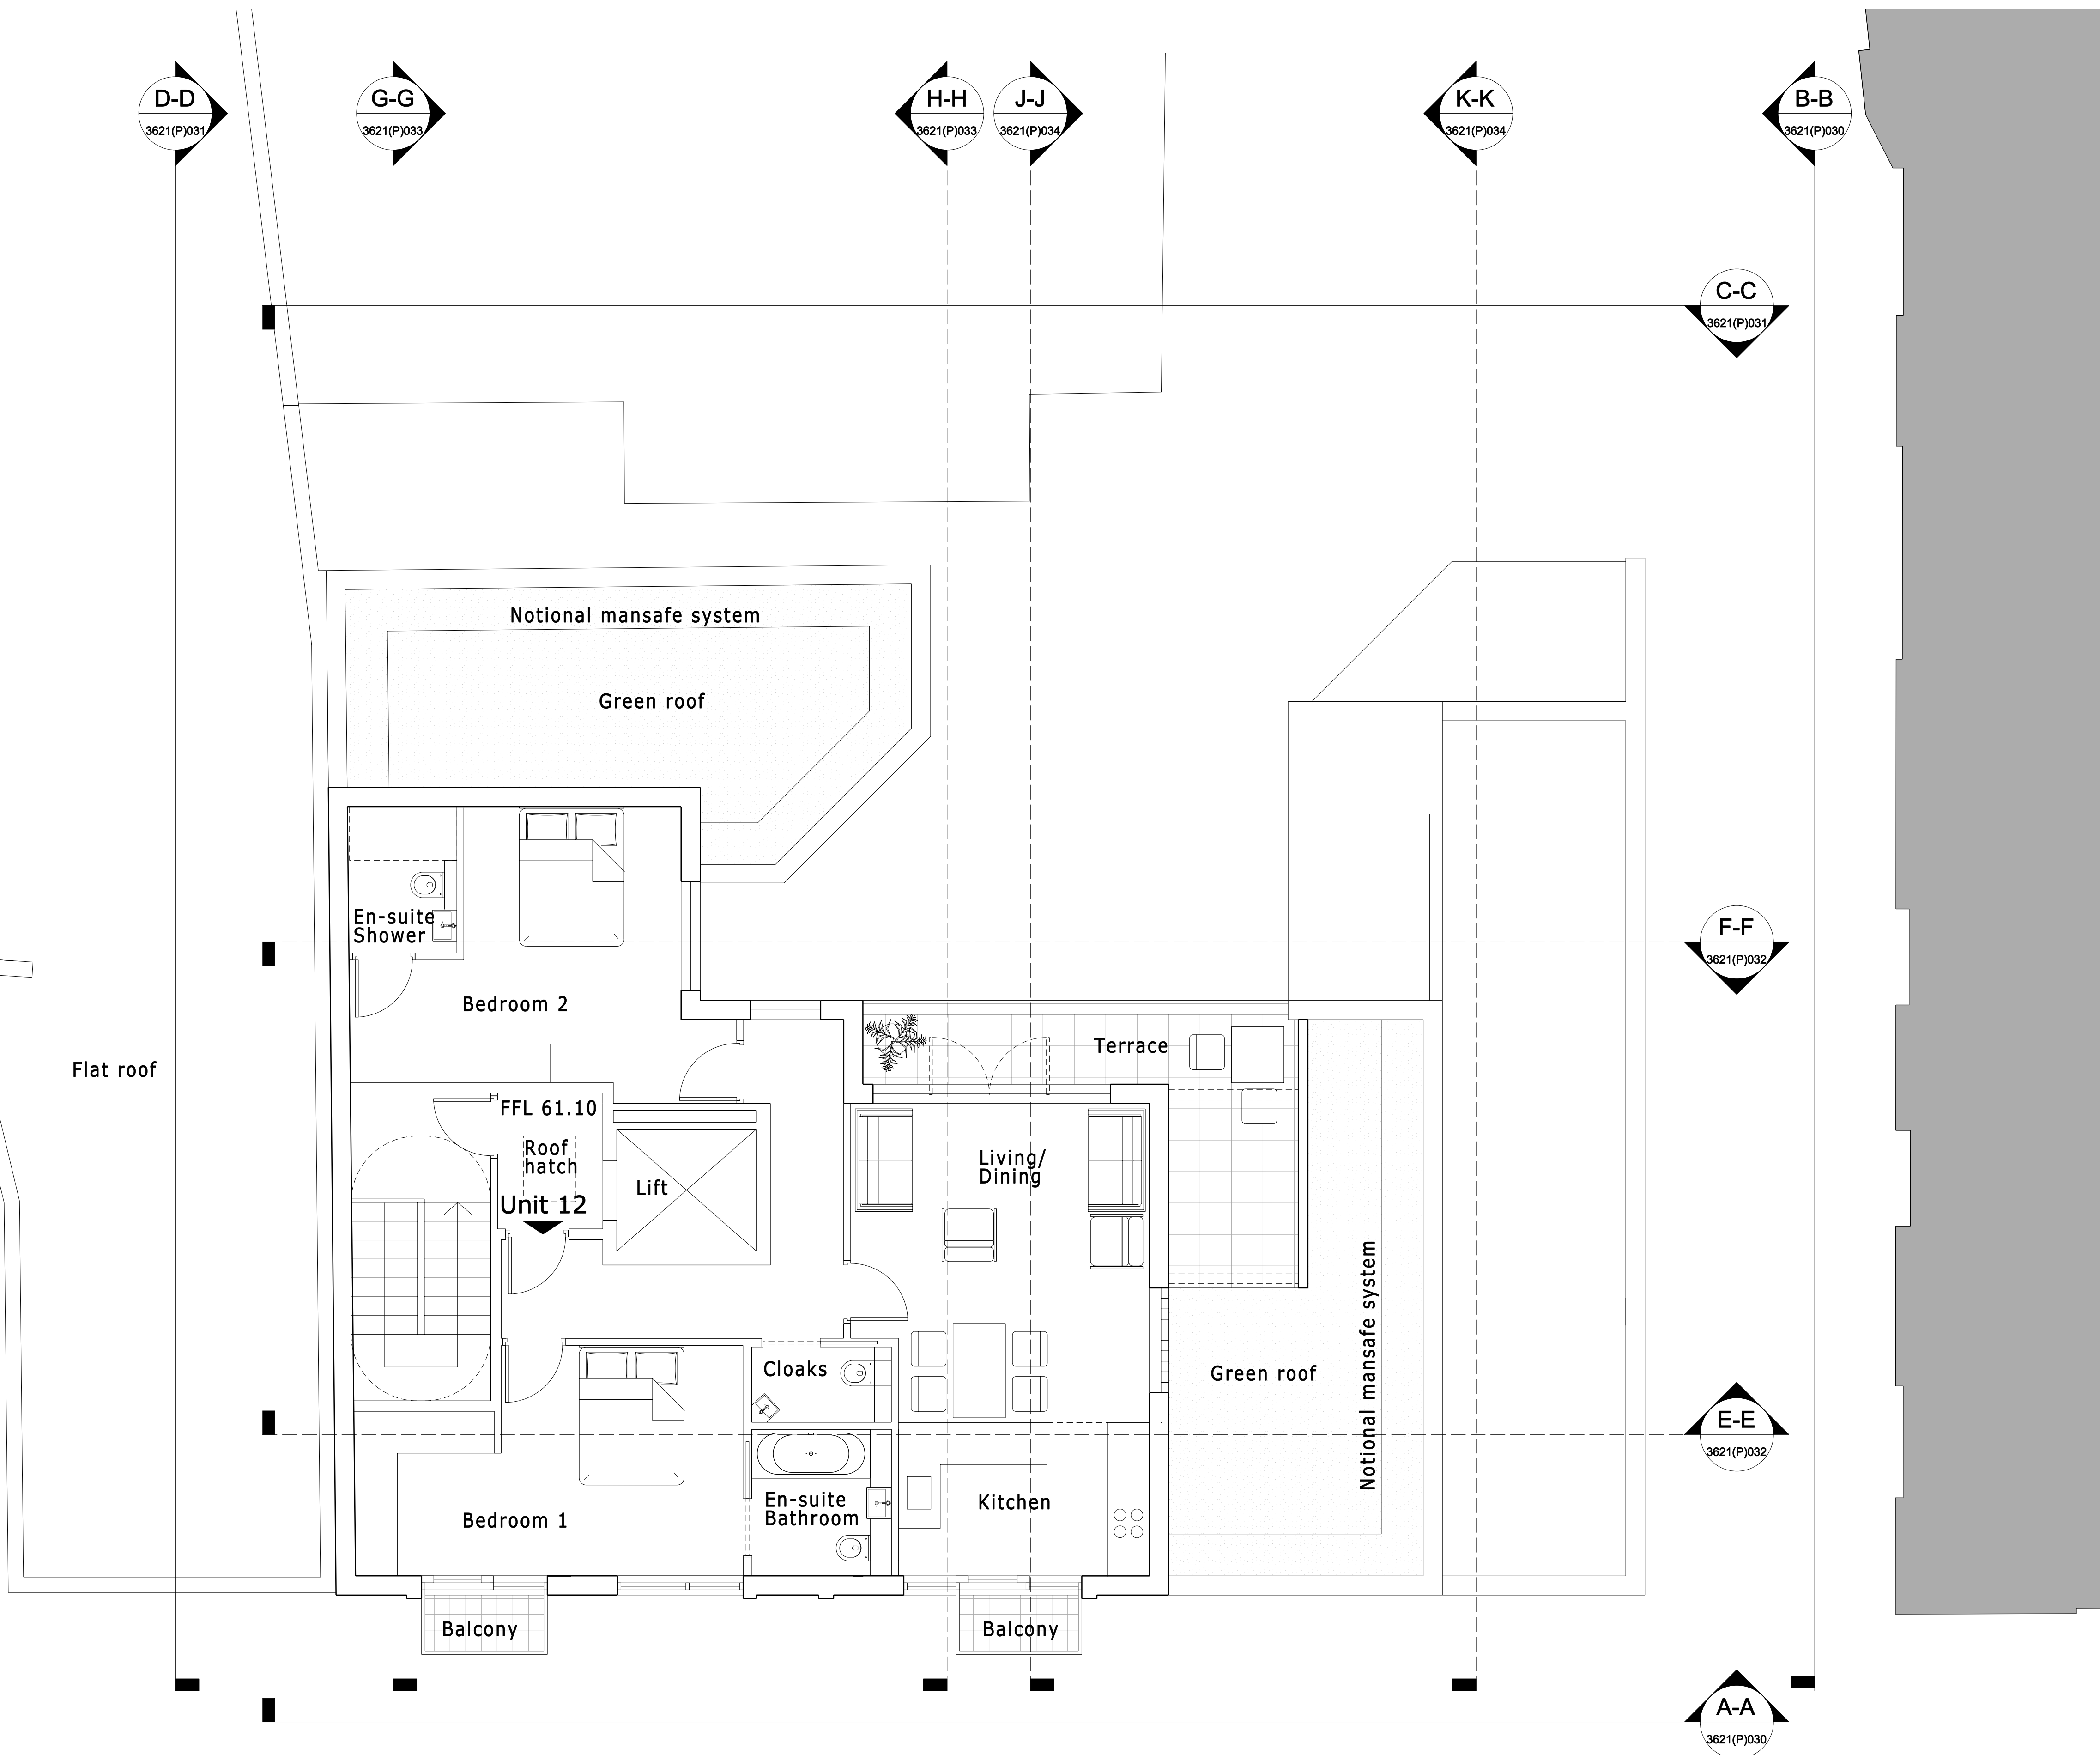 D-D
3621(P)031
G-G
3621(P)033
H-H
3621(P)033
J-J
3621(P)034
K-K
3621(P)034
B-B
3621(P)030
C-C
3621(P)031
Notional mansafe system
Green roof
En-suite
Shower
F-F
3621(P)032
Bedroom 2
Terrace
Flat roof
FFL 61.10
Roof
hatch
Unit 12
Lift
Living/
Dining
Notional mansafe system
Green roof
Cloaks
E-E
3621(P)032
En-suite
Bathroom
Kitchen
Bedroom 1
Balcony
Balcony
A-A
3621(P)030